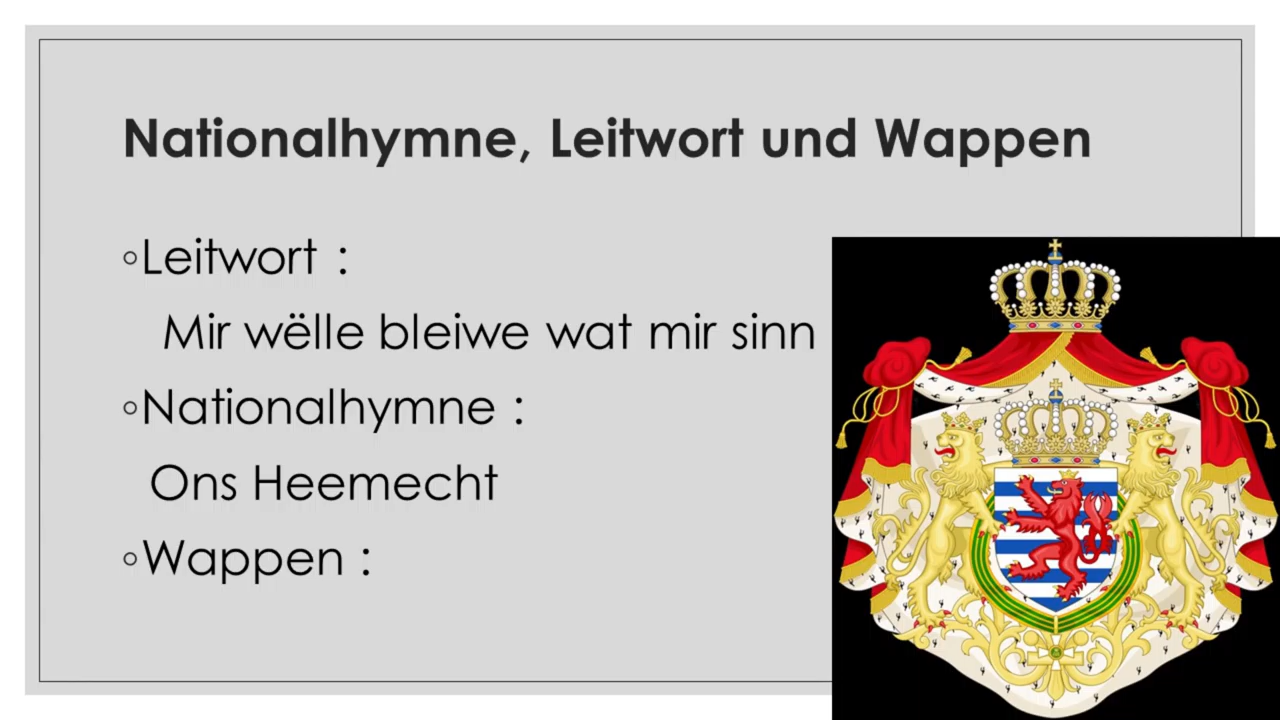 Nationalhymne, Leitwort und Wappen
◦Leitwort :
Mir wëlle bleiwe wat mir sinn
◦Nationalhymne :
Ons Heemecht
◦Wappen :